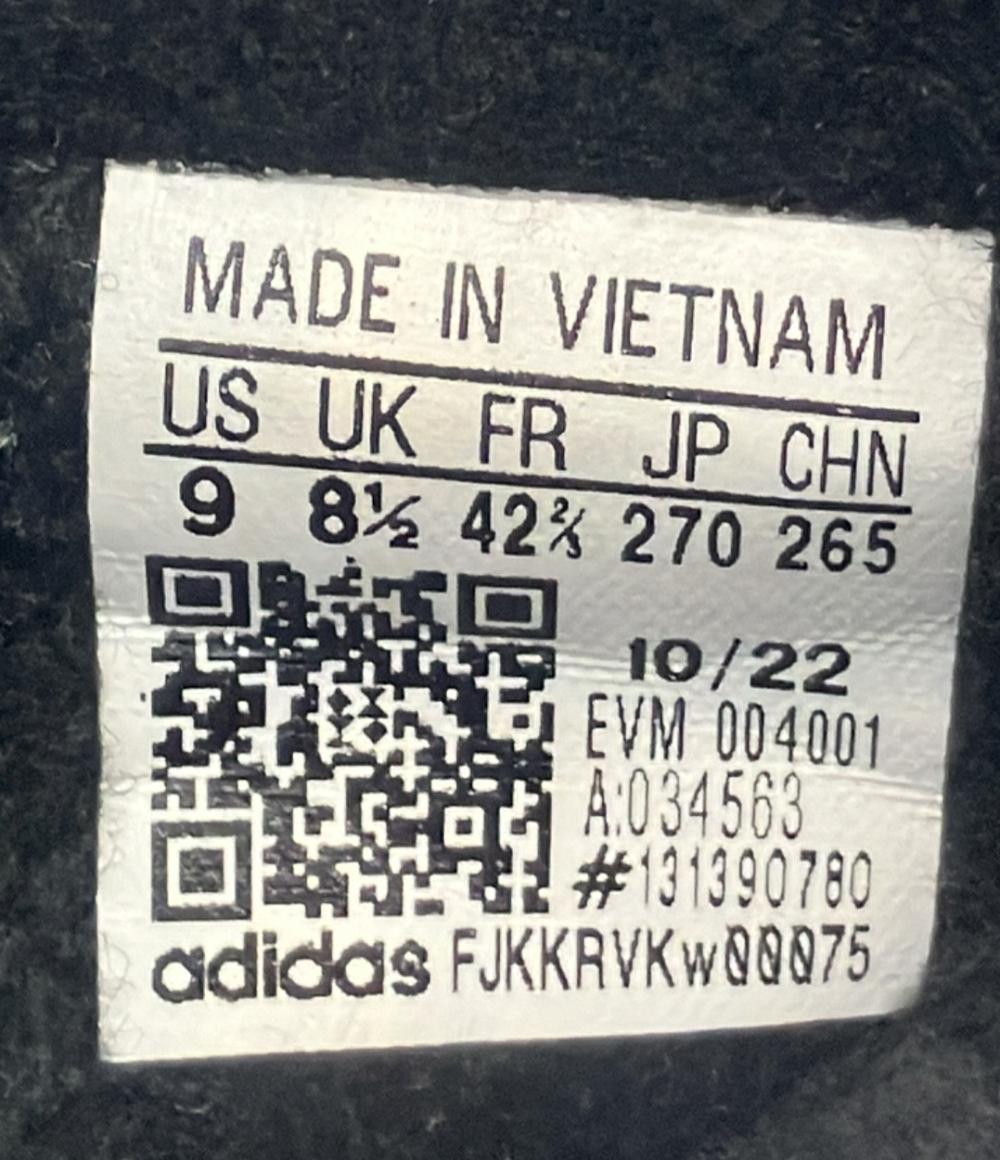 MADE IN VIETNAM
US UK FR JP CHN
9 8½ 42⅔ 270 265
10/22
EVM 004001
A:034563
#131390780
adidas FJKKRVKw00075